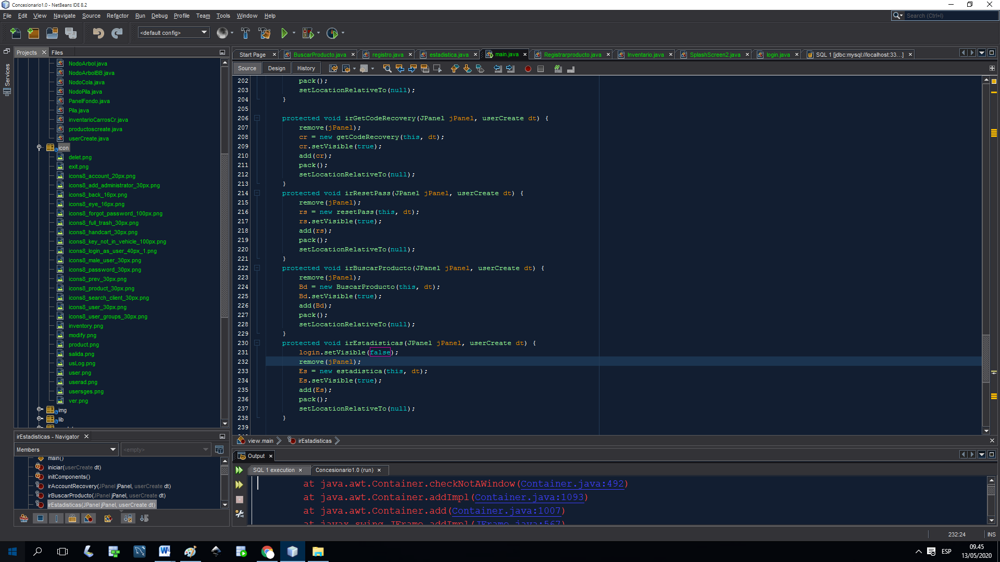 Concesionario1.0 - NetBeans IDE 8.2
File Edit View Navigate Source Refactor Run Debug Profile Team Tools Window Help
Search (Ctrl+I)
<default config>
Services
Projects Files
NodoArbol.java
NodoArbolBB.java
NodoCola.java
NodoPila.java
PanelFondo.java
Pila.java
inventarioCarrosCr.java
productoscreate.java
userCreate.java
icon
delet.png
exit.png
icons8_account_20px.png
icons8_add_administrator_30px.png
icons8_back_16px.png
icons8_eye_16px.png
icons8_forgot_password_100px.png
icons8_full_trash_30px.png
icons8_handcart_30px.png
icons8_key_not_in_vehicle_100px.png
icons8_login_as_user_40px_1.png
icons8_male_user_30px.png
icons8_password_30px.png
icons8_prev_30px.png
icons8_product_30px.png
icons8_search_client_30px.png
icons8_user_30px.png
icons8_user_groups_30px.png
inventory.png
modify.png
product.png
salida.png
usLog.png
user.png
userad.png
usersges.png
ver.png
img
lib
irEstadisticas - Navigator
Members <empty>
main()
iniciar(userCreate dt)
initComponents()
irAccountRecovery(JPanel jPanel, userCreate dt)
irBuscarProducto(JPanel jPanel, userCreate dt)
irEstadisticas(JPanel jPanel, userCreate dt)
Start Page BuscarProducto.java registro.java estadistica.java main.java Registrarproducto.java Inventario.java SplashScreen2.java login.java SQL 1 [jdbc:mysql://localhost:33...]
Source Design History
202 pack();
203 setLocationRelativeTo(null);
204 }
205
206 protected void irGetCodeRecovery(JPanel jPanel, userCreate dt) {
207 remove(jPanel);
208 cr = new getCodeRecovery(this, dt);
209 cr.setVisible(true);
210 add(cr);
211 pack();
212 setLocationRelativeTo(null);
213 }
214 protected void irResetPass(JPanel jPanel, userCreate dt) {
215 remove(jPanel);
216 rs = new resetPass(this, dt);
217 rs.setVisible(true);
218 add(rs);
219 pack();
220 setLocationRelativeTo(null);
221 }
222 protected void irBuscarProducto(JPanel jPanel, userCreate dt) {
223 remove(jPanel);
224 Bd = new BuscarProducto(this, dt);
225 Bd.setVisible(true);
226 add(Bd);
227 pack();
228 setLocationRelativeTo(null);
229 }
230 protected void irEstadisticas(JPanel jPanel, userCreate dt) {
231 login.setVisible(false);
232 remove(jPanel);
233 Es = new estadistica(this, dt);
234 Es.setVisible(true);
235 add(Es);
236 pack();
237 setLocationRelativeTo(null);
238 }
239
view.main irEstadisticas
Output
SQL 1 execution Concesionario1.0 (run)
at java.awt.Container.checkNotAWindow(Container.java:492)
at java.awt.Container.addImpl(Container.java:1093)
at java.awt.Container.add(Container.java:1007)
at javax.swing.JFrame.addImpl(JFrame.java:567)
232:24 INS
ESP
09.45
13/05/2020